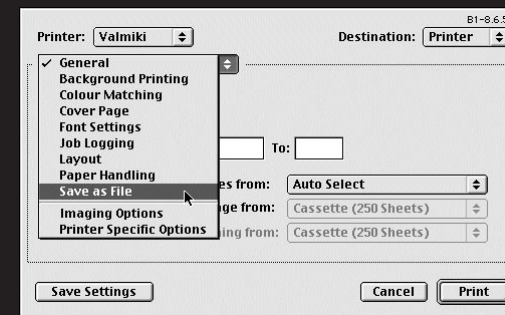 B1-8.6.5
Printer: Valmiki Destination: Printer
✓ General
Background Printing
Colour Matching
Cover Page
Font Settings
Job Logging
To:
Layout
Paper Handling
es from: Auto Select
Save as File
ge from: Cassette (250 Sheets)
Imaging Options
Printer Specific Options
ing from: Cassette (250 Sheets)
Save Settings Cancel Print